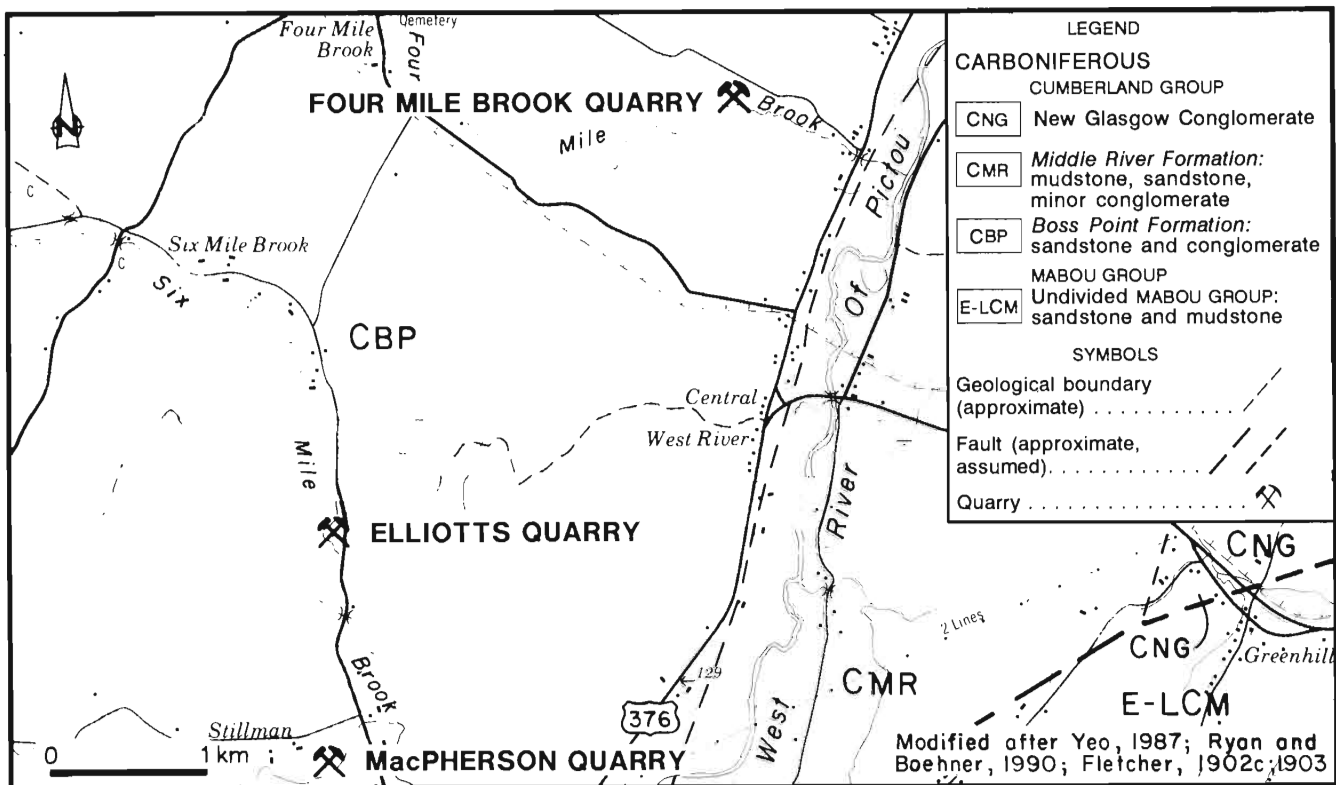 Cemetery
Four Mile
Brook
Four
FOUR MILE BROOK QUARRY
Brook
Mile
Pictou
Six Mile Brook
Six
C
C
Of
CBP
Central
West River
Mile
River
ELLIOTTS QUARRY
2 Lines
CNG
CNG
Greenhill
Brook
129
CMR
E-LCM
376
West
Stillman
0 1 km
MacPHERSON QUARRY
N
LEGEND
CARBONIFEROUS
CUMBERLAND GROUP
CNG New Glasgow Conglomerate
CMR Middle River Formation:
mudstone, sandstone,
minor conglomerate
CBP Boss Point Formation:
sandstone and conglomerate
MABOU GROUP
E-LCM Undivided MABOU GROUP:
sandstone and mudstone
SYMBOLS
Geological boundary
(approximate) . . . . . . . . . . . . .
Fault (approximate,
assumed). . . . . . . . . . . . .
Quarry . . . . . . . . . . . . . . . . . . .
Modified after Yeo, 1987; Ryan and
Boehner, 1990; Fletcher, 1902c; 1903